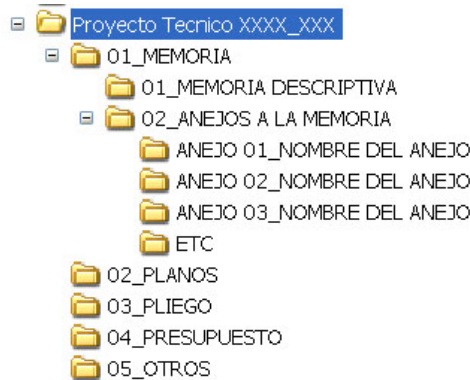 Proyecto Tecnico XXXX_XXX
01_MEMORIA
01_MEMORIA DESCRIPTIVA
02_ANEJOS A LA MEMORIA
ANEJO 01_NOMBRE DEL ANEJO
ANEJO 02_NOMBRE DEL ANEJO
ANEJO 03_NOMBRE DEL ANEJO
ETC
02_PLANOS
03_PLIEGO
04_PRESUPUESTO
05_OTROS